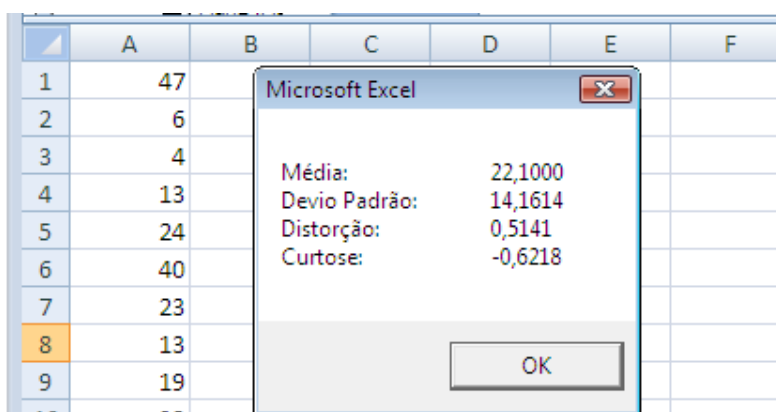 A B C D E F
1 47
Microsoft Excel
2 6
3 4
Média: 22,1000
4 13
Devio Padrão: 14,1614
5 24
Distorção: 0,5141
6 40
Curtose: -0,6218
7 23
8 13
OK
9 19